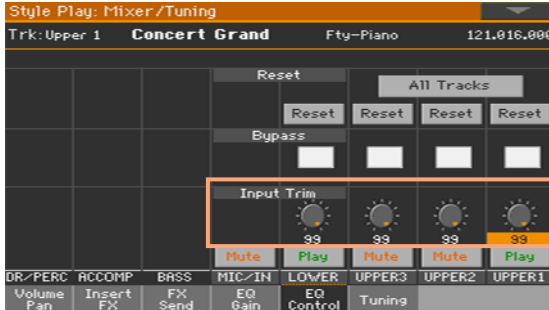 Style Play: Mixer/Tuning
Trk:Upper 1 Concert Grand Fty-Piano 121.016.000
Reset
All Tracks
Reset Reset Reset Reset
Bypass
Input Trim
99 99 99 99
Mute Play Mute Mute Play
DR/PERC ACCOMP BASS MIC/IN LOWER UPPER3 UPPER2 UPPER1
Volume Insert FX EQ EQ Tuning
Pan FX Send Gain Control